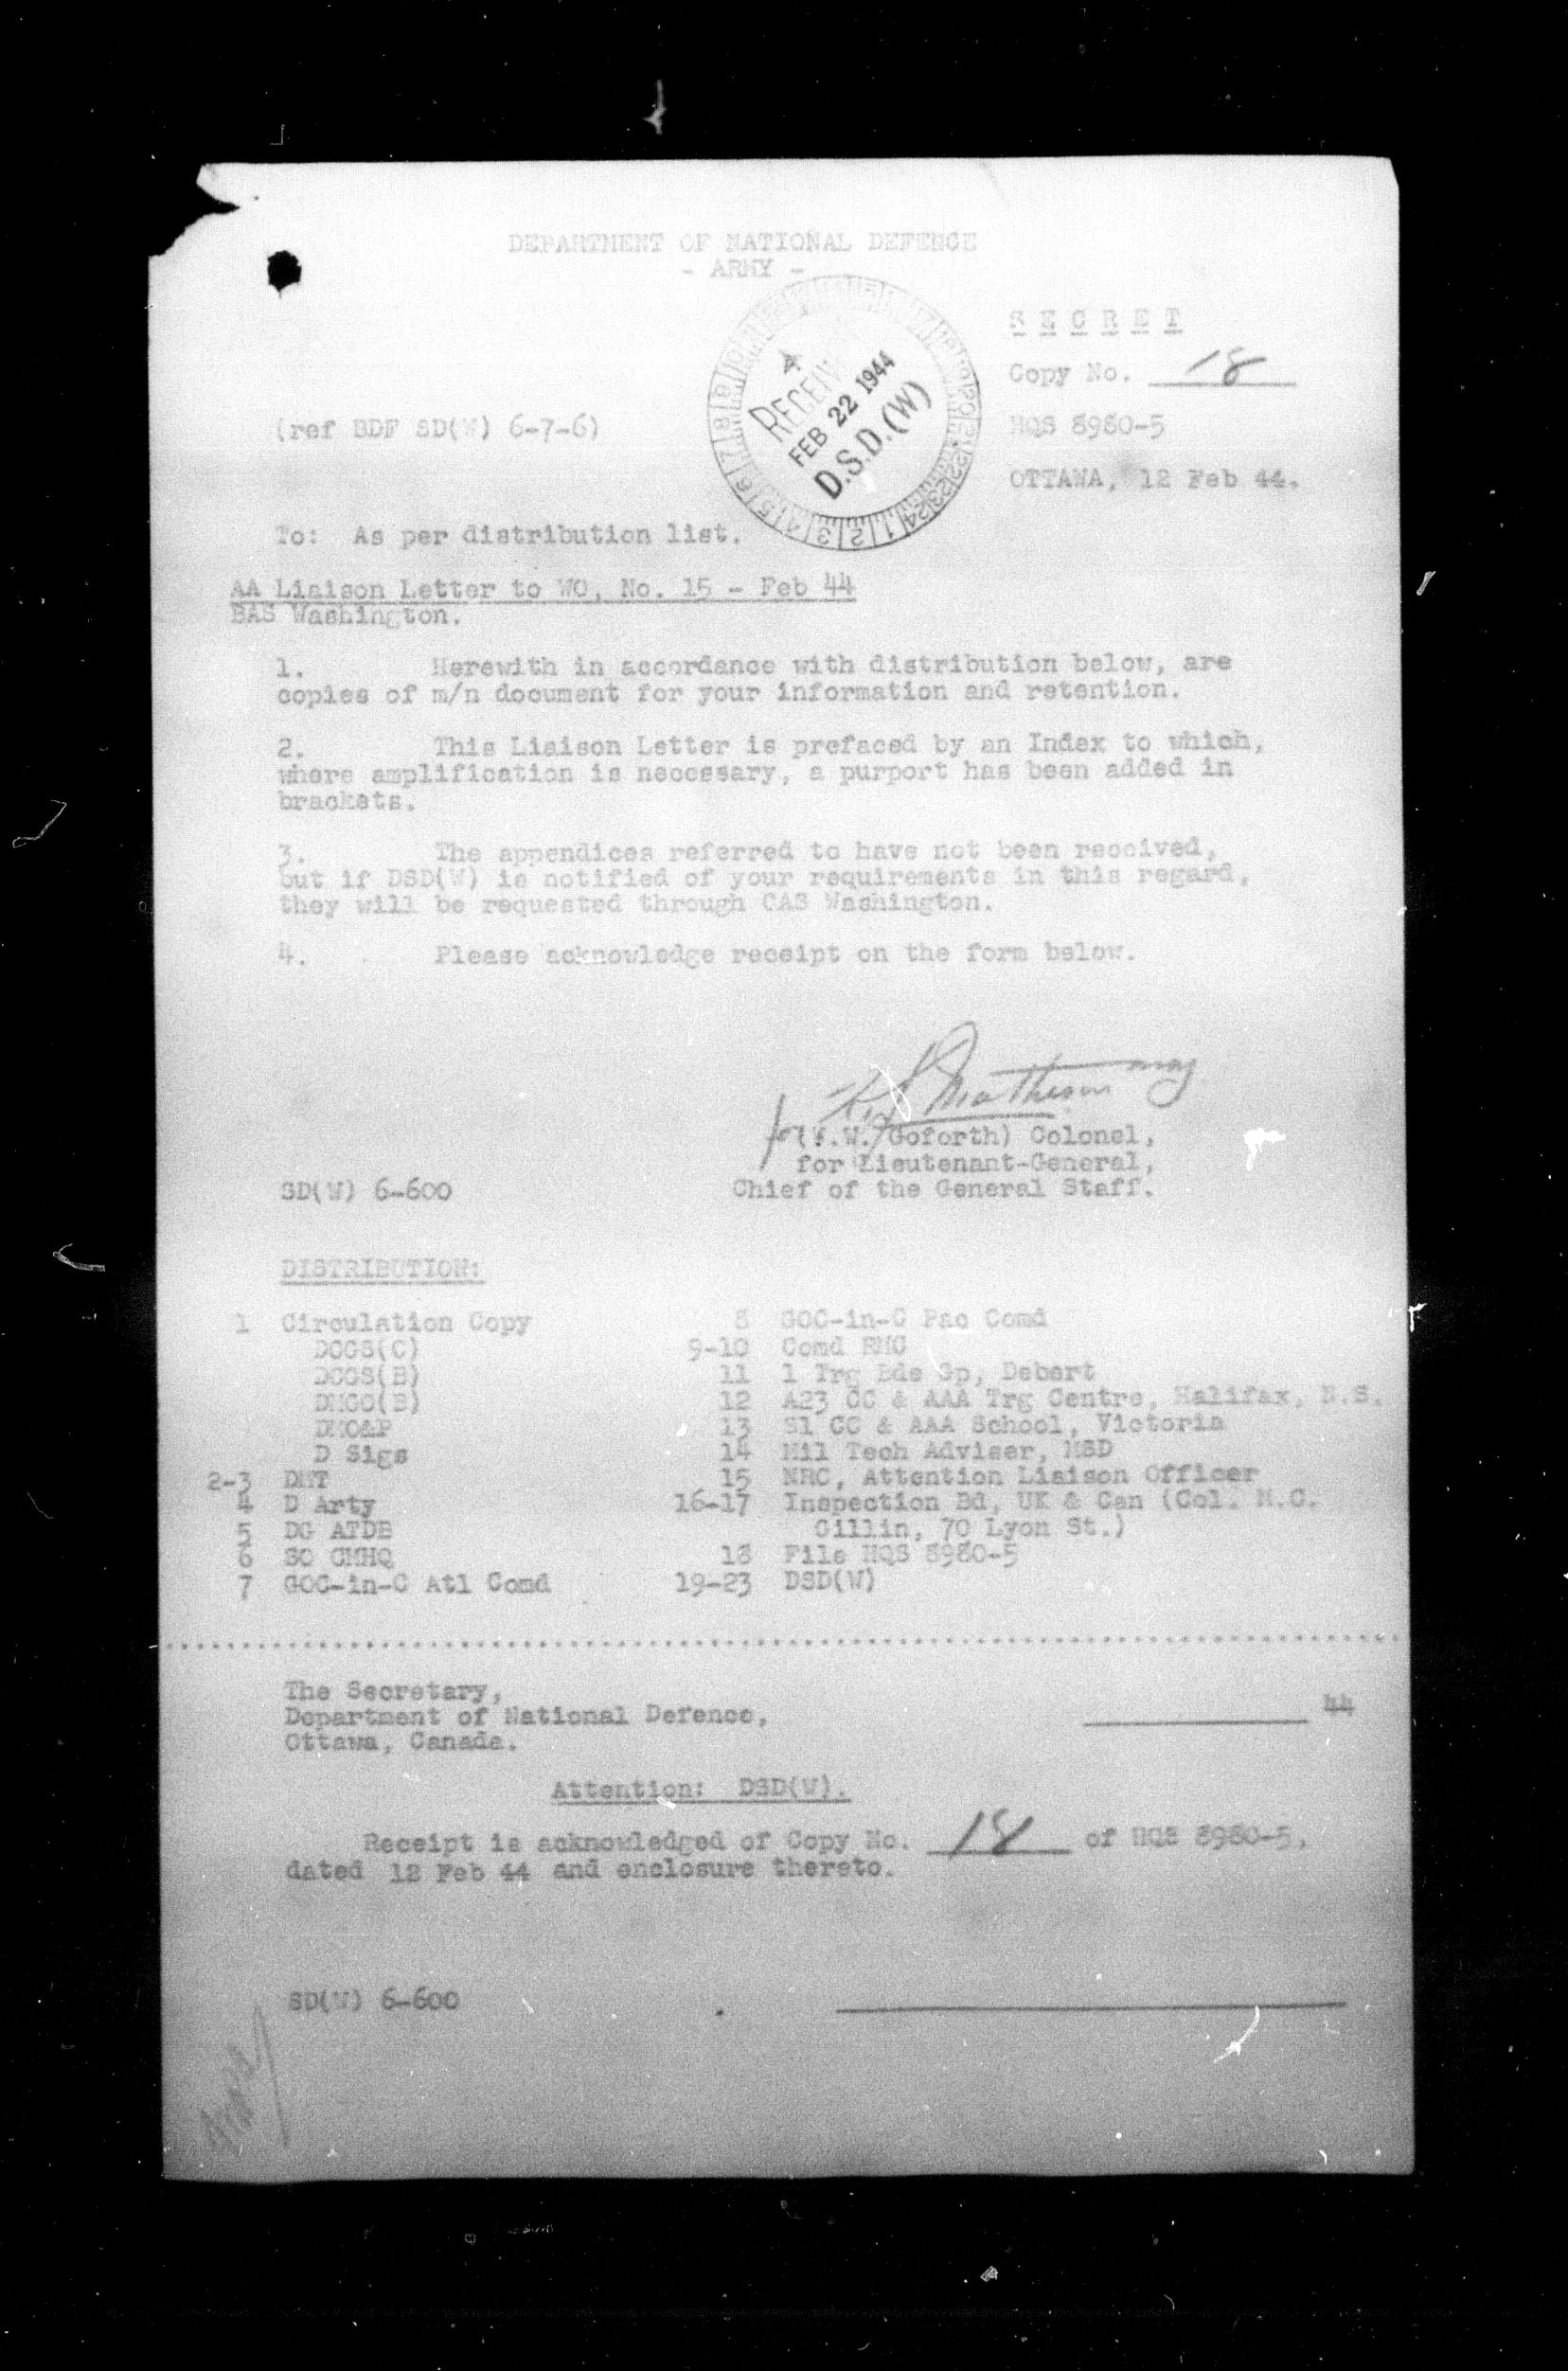 DEPARTMENT OF NATIONAL DEFENCE
- ARMY -
SECRET
Copy No. 18
RECEIVED
FEB 22 1944
D.S.D.(W)
(ref BDF SD(W) 6-7-6)
HQS 8980-5
OTTAWA, 12 Feb 44.
To: As per distribution list.
AA Liaison Letter to WO, No. 15 - Feb 44
BAS Washington.
1. Herewith in accordance with distribution below, are
copies of m/n document for your information and retention.
2. This Liaison Letter is prefaced by an Index to which,
where amplification is necessary, a purport has been added in
brackets.
3. The appendices referred to have not been received,
but if DSD(W) is notified of your requirements in this regard,
they will be requested through CAS Washington.
4. Please acknowledge receipt on the form below.
Matheson Maj
for (W. Goforth) Colonel,
for Lieutenant-General,
SD(W) 6-600 Chief of the General Staff.
DISTRIBUTION:
1 Circulation Copy 8 GOC-in-C Pac Comd
DCGS(C) 9-10 Comd RMC
DCGS(B) 11 1 Trg Bde Gp, Debert
DMGO(B) 12 A23 CC & AAA Trg Centre, Halifax, N.S.
DMO&P 13 S1 CC & AAA School, Victoria
D Sigs 14 Mil Tech Adviser, MSD
2-3 DMT 15 NRC, Attention Liaison Officer
4 D Arty 16-17 Inspection Bd, UK & Can (Col. M.C.
5 DG ATDB Gillin, 70 Lyon St.)
6 SO CMHQ 18 File HQS 8980-5
7 GOC-in-C Atl Comd 19-23 DSD(W)
The Secretary,
Department of National Defence, 44
Ottawa, Canada.
Attention: DSD(W).
Receipt is acknowledged of Copy No. 18 of HQS 8980-5,
dated 12 Feb 44 and enclosure thereto.
SD(W) 6-600